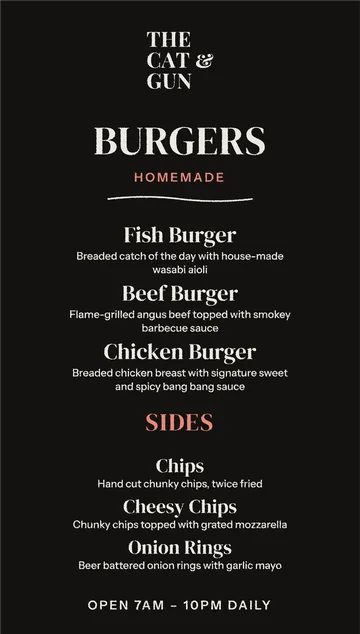 THE
CAT &
GUN
BURGERS
HOMEMADE
Fish Burger
Breaded catch of the day with house-made
wasabi aioli
Beef Burger
Flame-grilled angus beef topped with smokey
barbecue sauce
Chicken Burger
Breaded chicken breast with signature sweet
and spicy bang bang sauce
SIDES
Chips
Hand cut chunky chips, twice fried
Cheesy Chips
Chunky chips topped with grated mozzarella
Onion Rings
Beer battered onion rings with garlic mayo
OPEN 7AM – 10PM DAILY